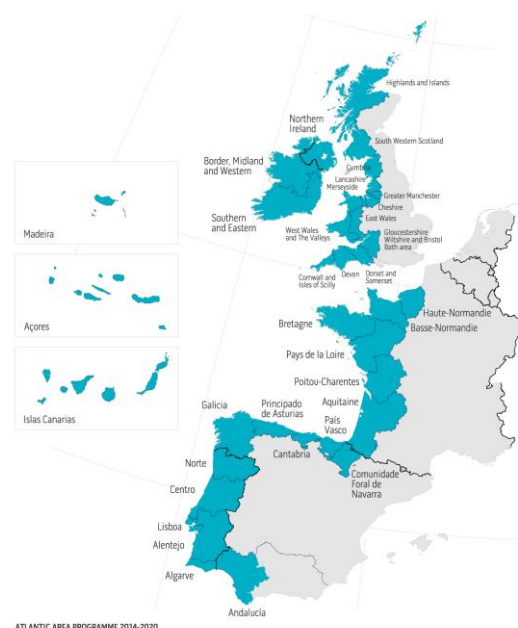 Highlands and Islands
Northern
Ireland
South Western Scotland
Border, Midland
and Western
Cumbria
Lancashire
Merseyside
Greater Manchester
Cheshire
East Wales
Southern
and Eastern
West Wales
and The Valleys
Gloucestershire
Wiltshire and Bristol
Bath area
Cornwall and
Isles of Scilly
Devon
Donet and
Somerset
Madeira
Açores
Islas Canarias
Haute-Normandie
Basse-Normandie
Bretagne
Pays de la Loire
Poitou-Charentes
Aquitaine
País
Vasco
Galicia
Principado
de Asturias
Cantabria
Comunidade
Foral de
Navarra
Norte
Centro
Lisboa
Alentejo
Algarve
Andalucía
ATLANTIC AREA PROGRAMME 2014-2020